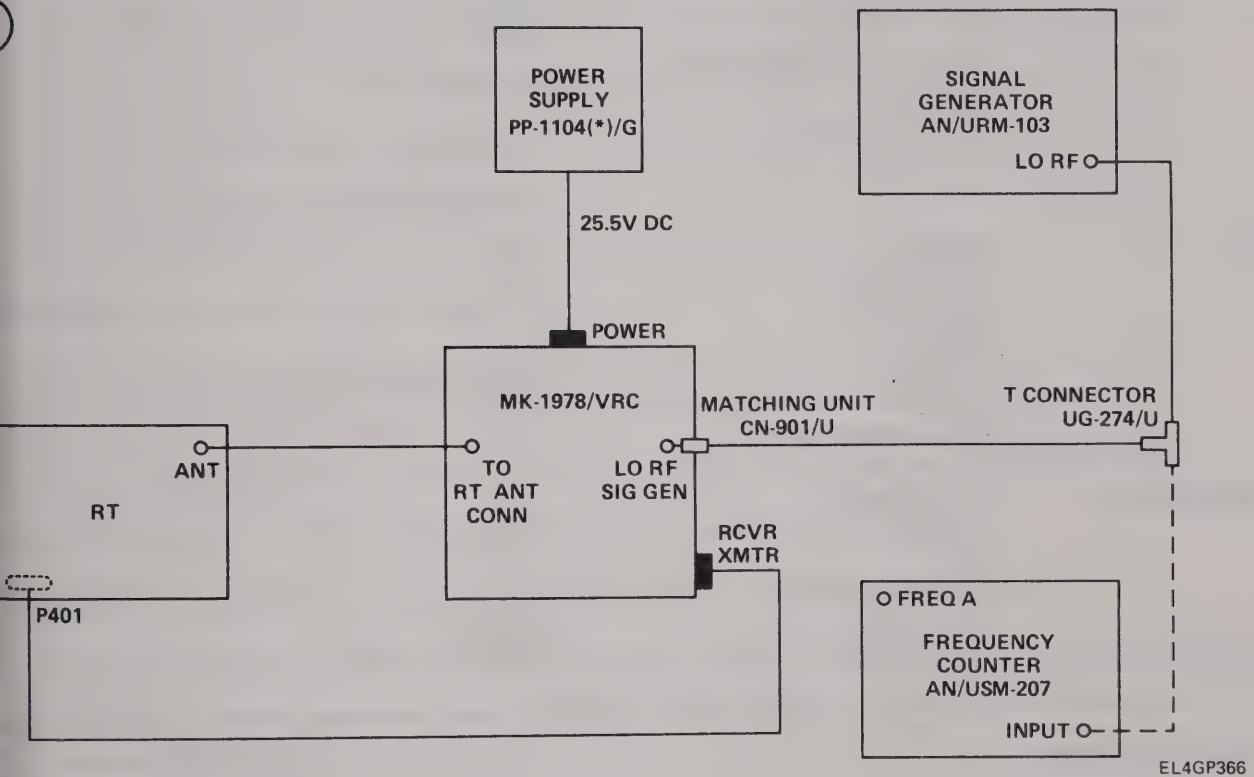 POWER
SUPPLY
PP-1104(*)/G
25.5V DC
SIGNAL
GENERATOR
AN/URM-103
LO RF
POWER
MK-1978/VRC
MATCHING UNIT
CN-901/U
T CONNECTOR
UG-274/U
ANT
RT
P401
TO
RT ANT
CONN
LO RF
SIG GEN
RCVR
XMTR
FREQ A
FREQUENCY
COUNTER
AN/USM-207
INPUT
EL4GP366